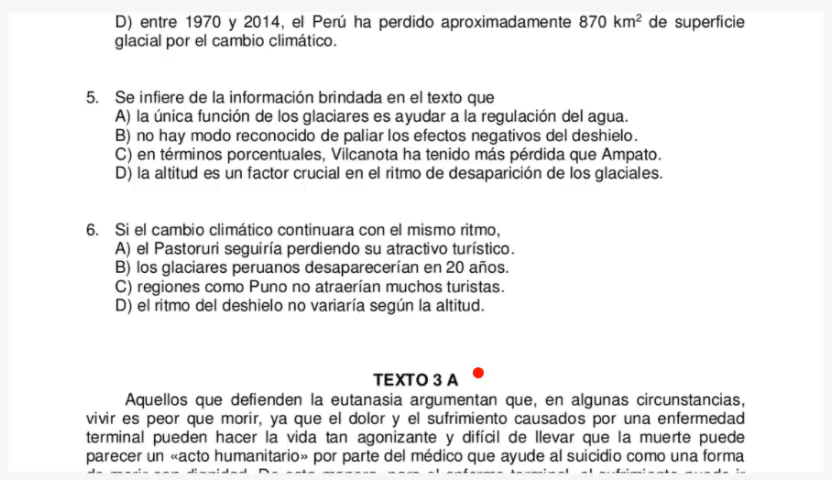 D) entre 1970 y 2014, el Perú ha perdido aproximadamente 870 km² de superficie
glacial por el cambio climático.
5. Se infiere de la información brindada en el texto que
A) la única función de los glaciares es ayudar a la regulación del agua.
B) no hay modo reconocido de paliar los efectos negativos del deshielo.
C) en términos porcentuales, Vilcanota ha tenido más pérdida que Ampato.
D) la altitud es un factor crucial en el ritmo de desaparición de los glaciales.
6. Si el cambio climático continuara con el mismo ritmo,
A) el Pastoruri seguiría perdiendo su atractivo turístico.
B) los glaciares peruanos desaparecerían en 20 años.
C) regiones como Puno no atraerían muchos turistas.
D) el ritmo del deshielo no variaría según la altitud.
TEXTO 3 A
Aquellos que defienden la eutanasia argumentan que, en algunas circunstancias,
vivir es peor que morir, ya que el dolor y el sufrimiento causados por una enfermedad
terminal pueden hacer la vida tan agonizante y difícil de llevar que la muerte puede
parecer un «acto humanitario» por parte del médico que ayude al suicidio como una forma